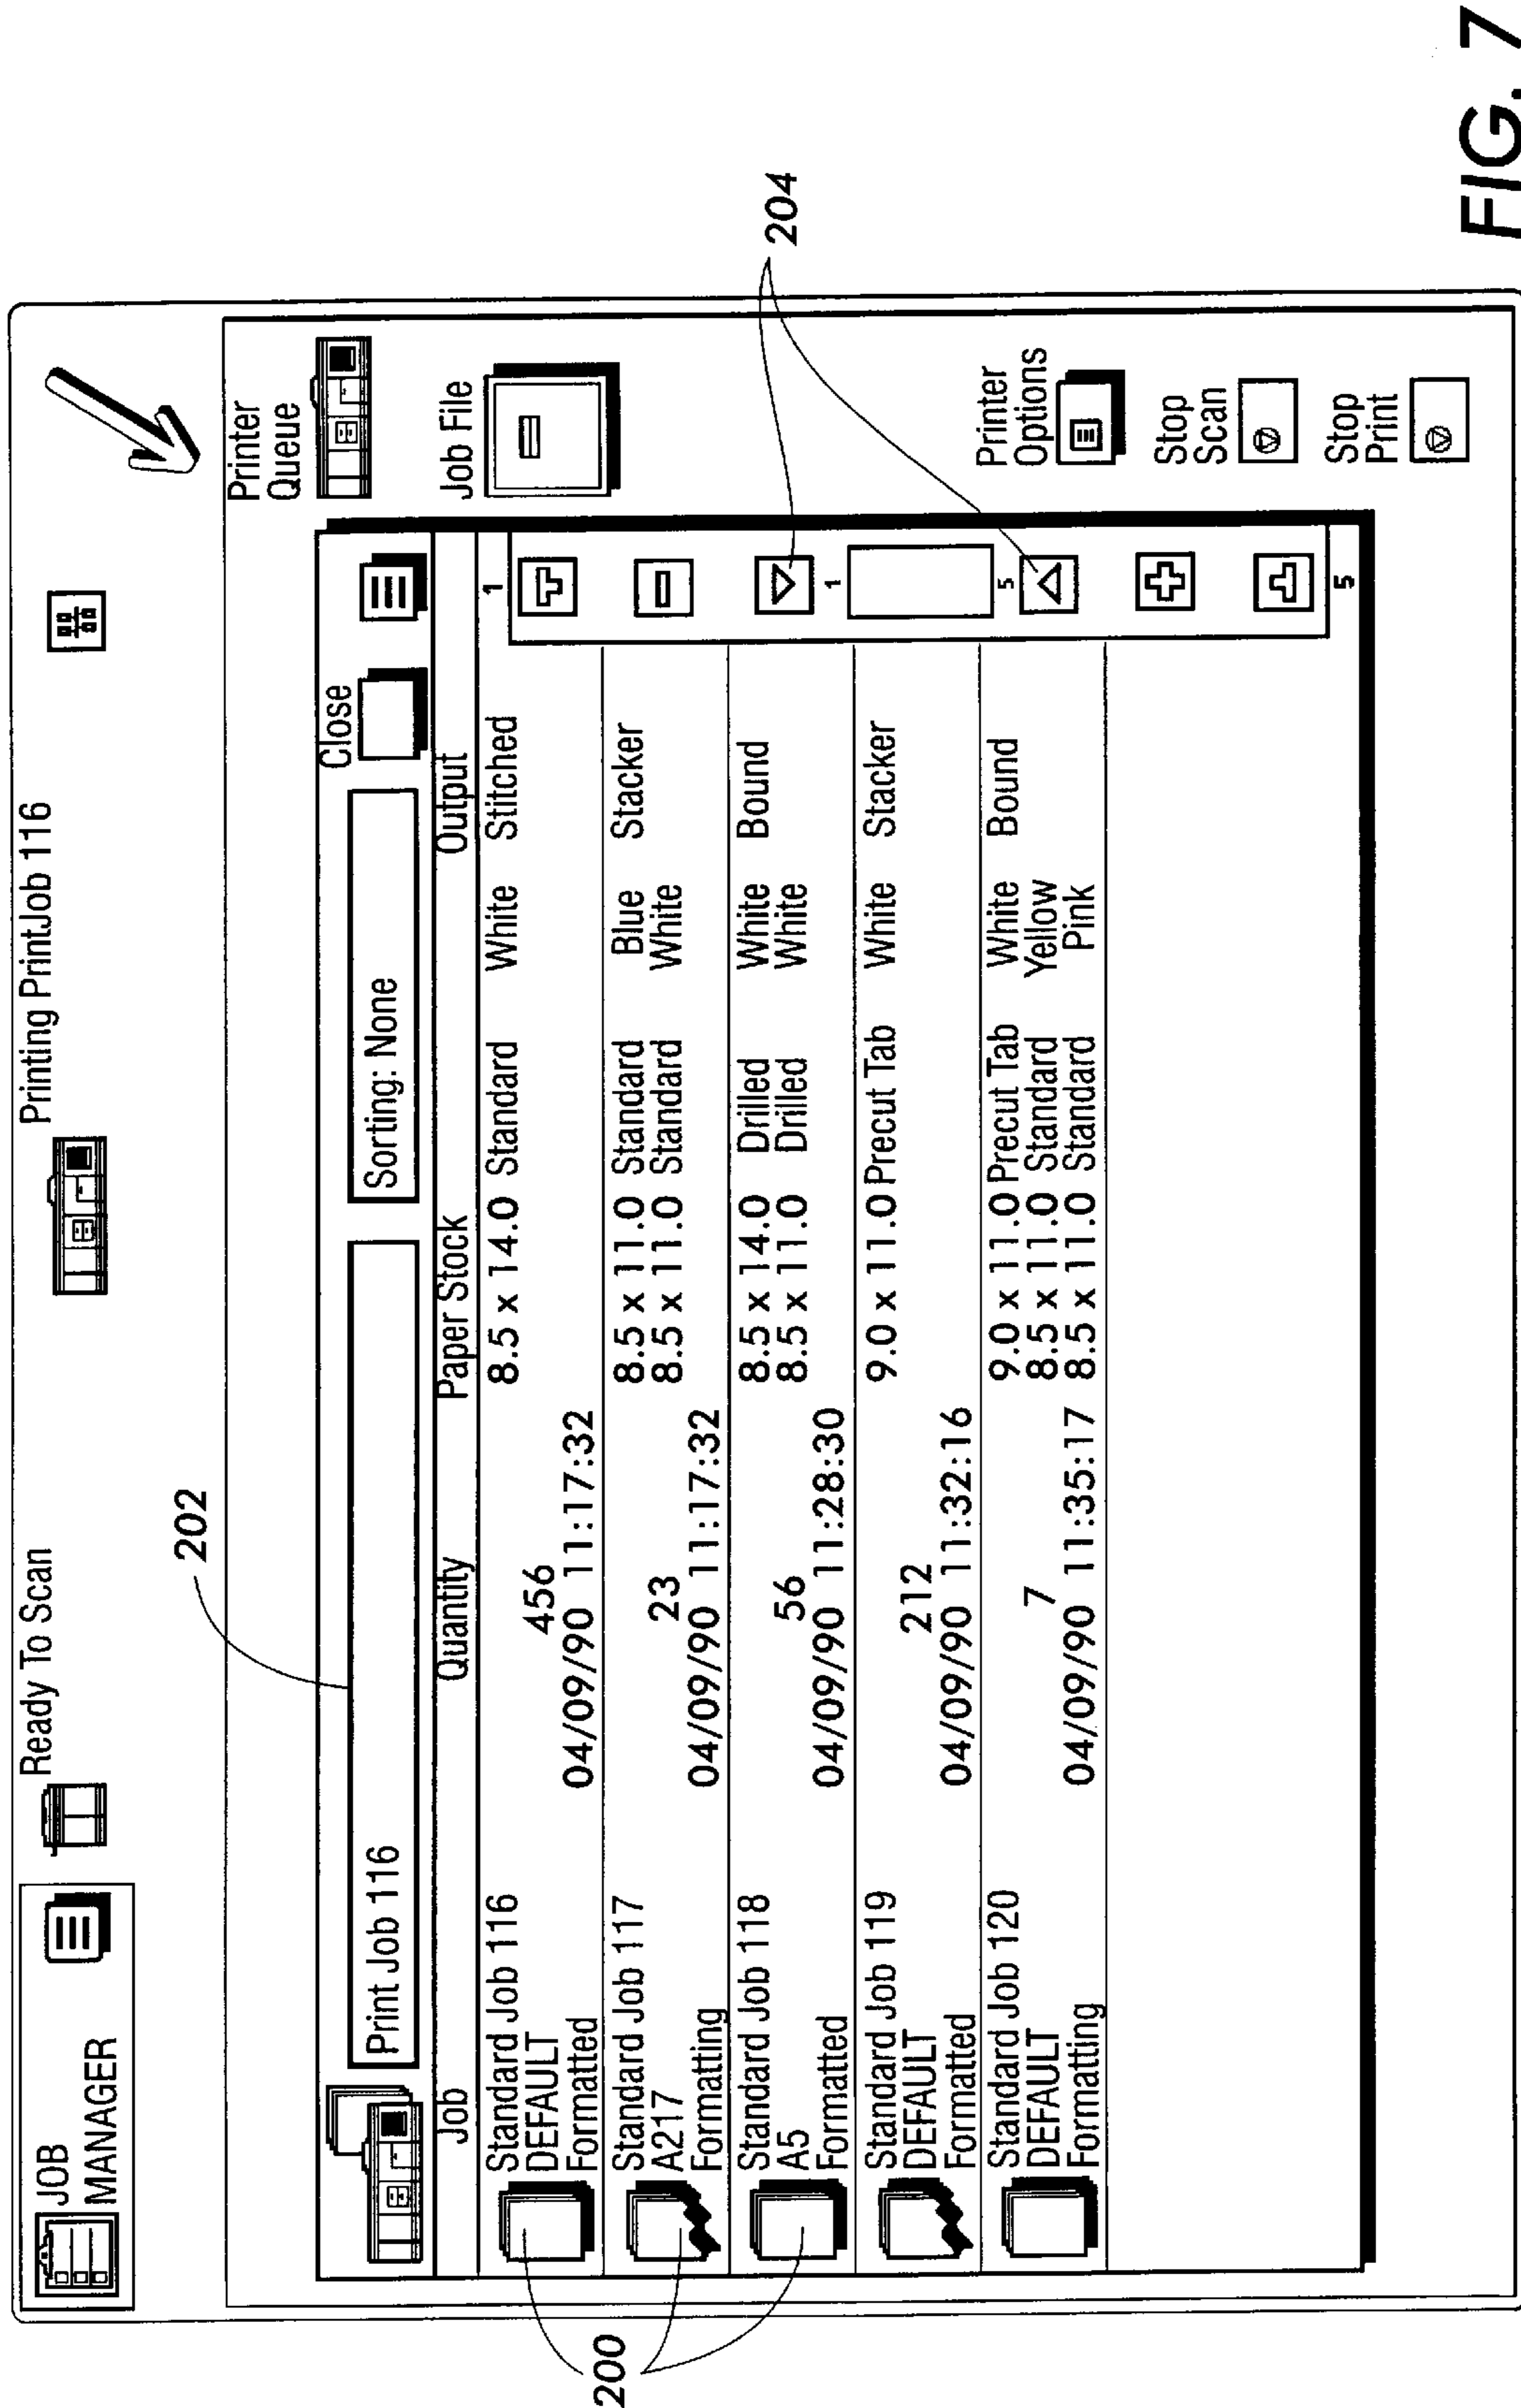 JOB
MANAGER
Ready To Scan
Printing PrintJob 116
202
Printer
Queue
Print Job 116
Sorting: None
Close
Job File
Job Quantity Paper Stock Output
Standard Job 116 456 8.5 x 14.0 Standard White Stitched
DEFAULT
Formatted 04/09/90 11:17:32
Standard Job 117 23 8.5 x 11.0 Standard Blue Stacker
A217 8.5 x 11.0 Standard White
Formatting 04/09/90 11:17:32
Standard Job 118 56 8.5 x 14.0 Drilled White Bound
A5 8.5 x 11.0 Drilled White
Formatted 04/09/90 11:28:30
Standard Job 119 212 9.0 x 11.0 Precut Tab White Stacker
DEFAULT
Formatted 04/09/90 11:32:16
Standard Job 120 7 9.0 x 11.0 Precut Tab White Bound
DEFAULT 8.5 x 11.0 Standard Yellow
Formatting 04/09/90 11:35:17 8.5 x 11.0 Standard Pink
1
1
5
5
Printer
Options
Stop
Scan
Stop
Print
200
204
FIG. 7